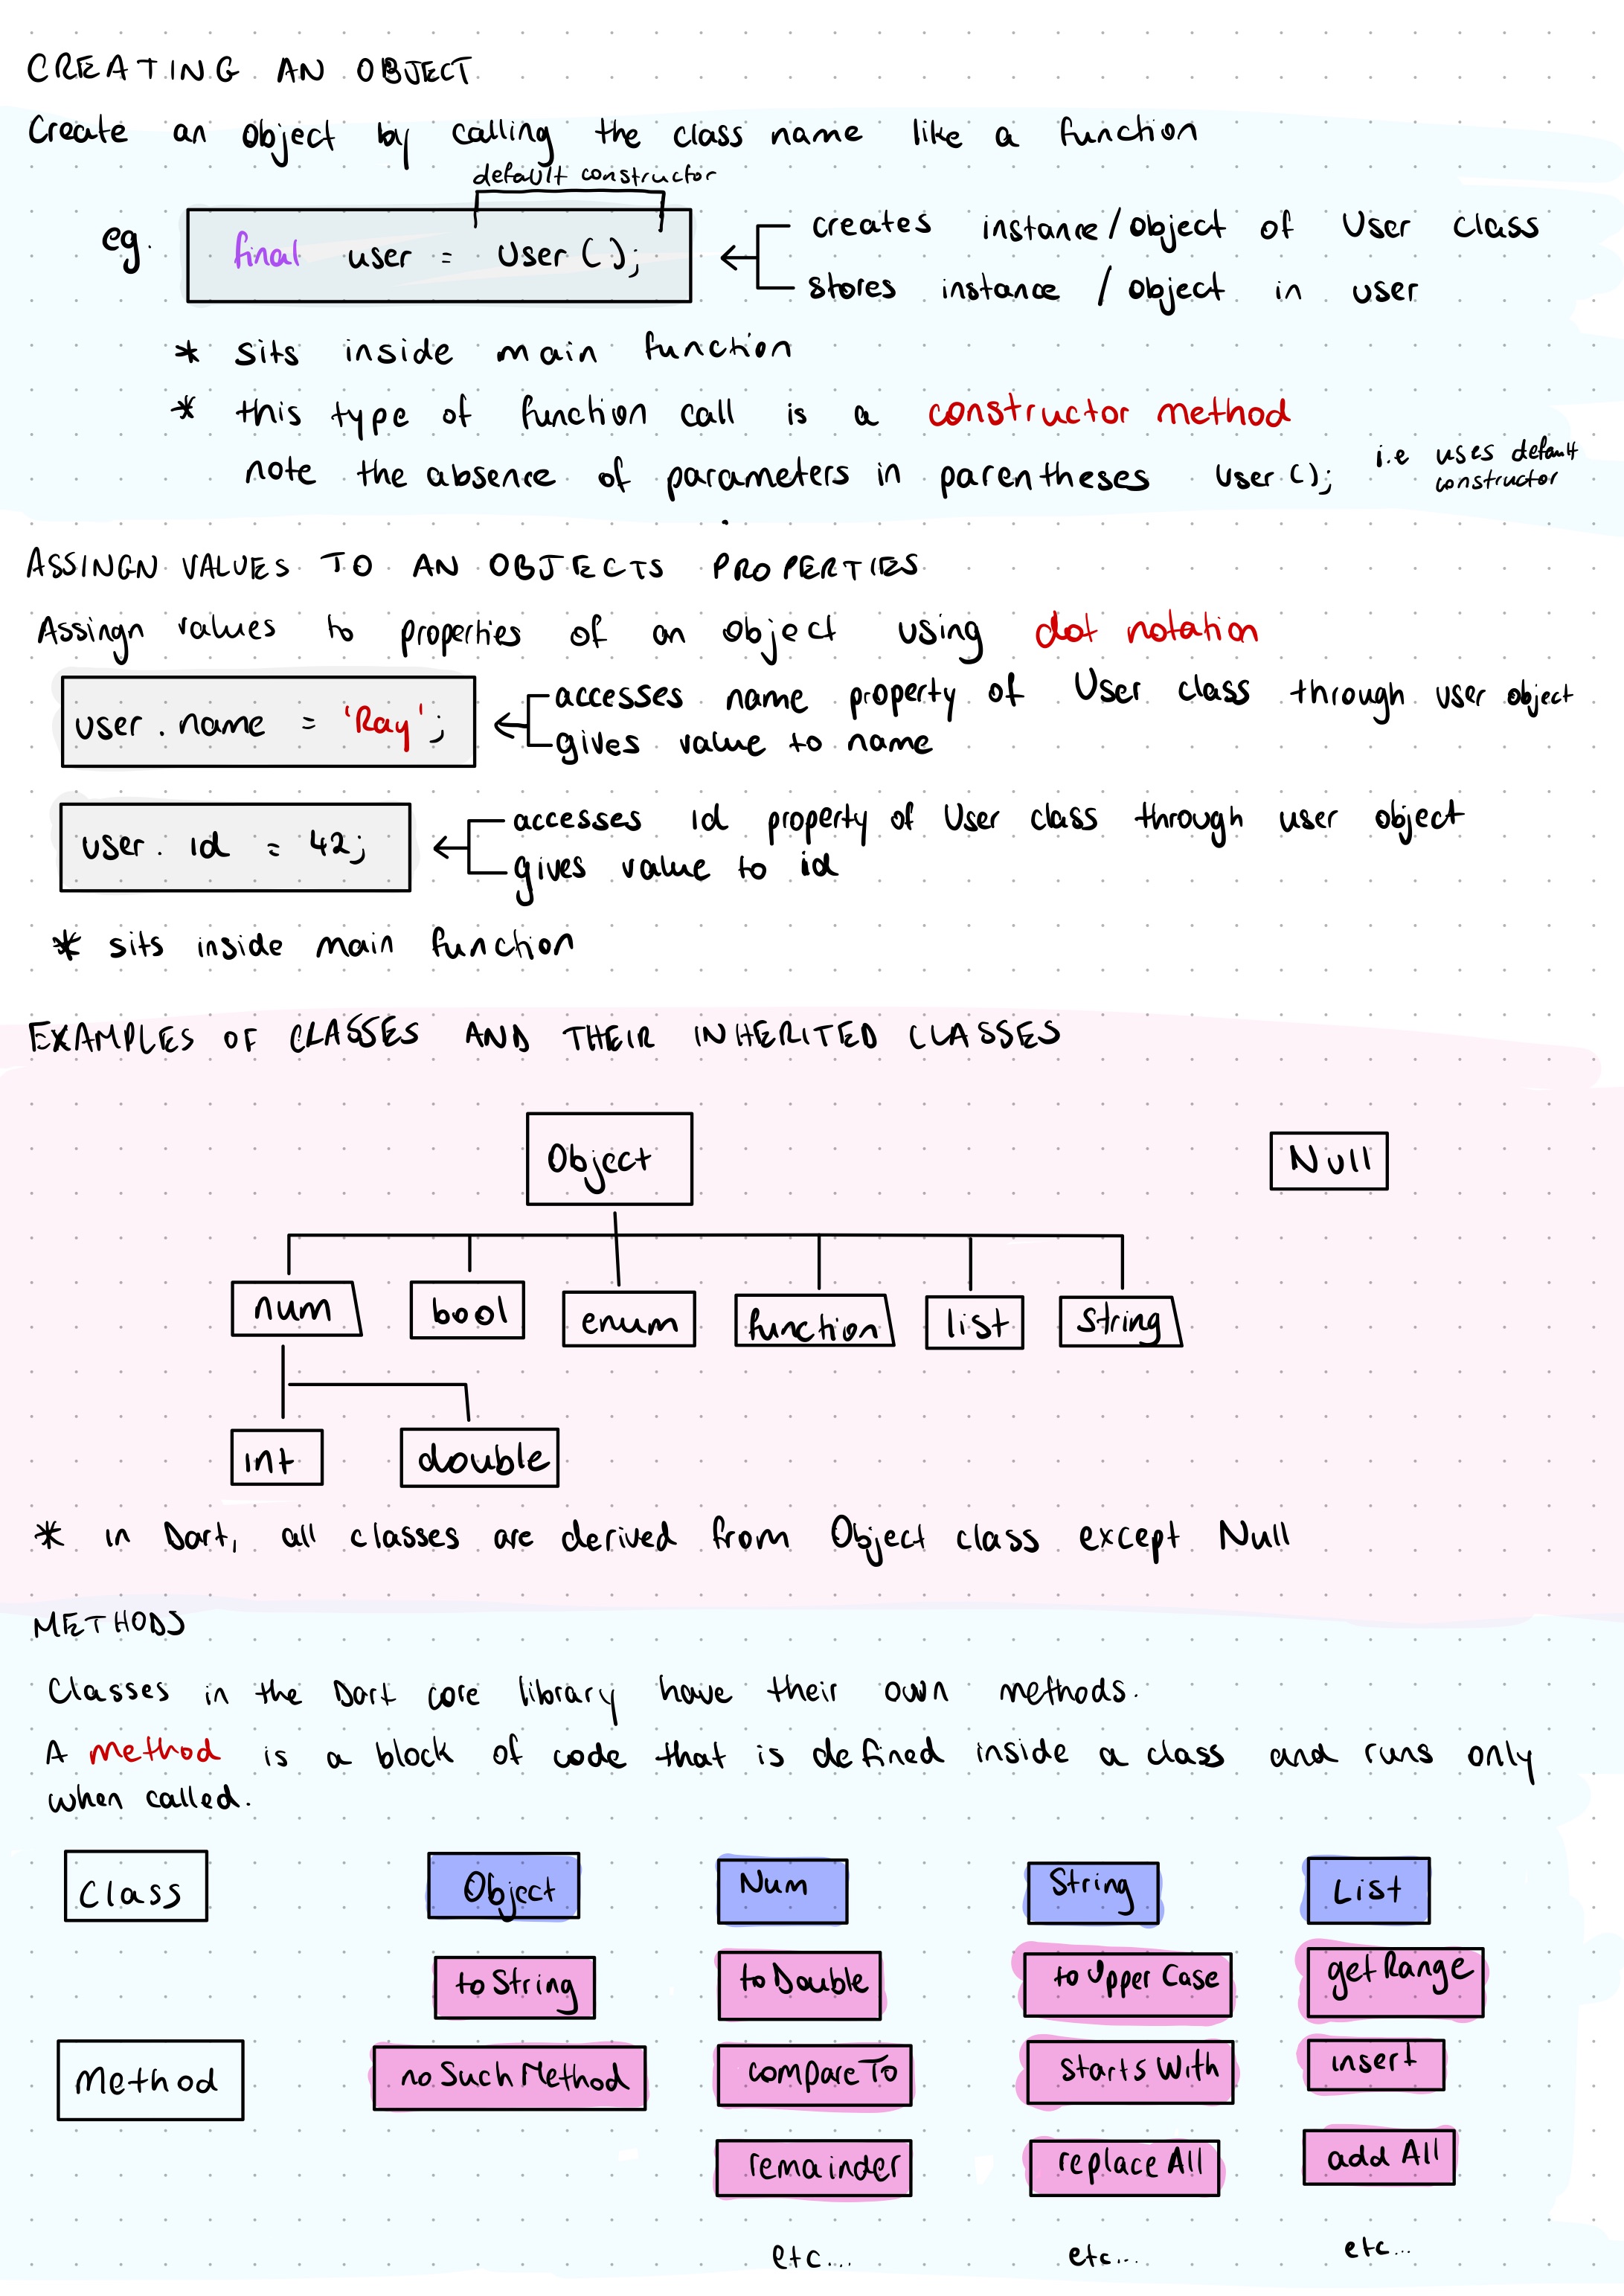 CREATING AN OBJECT
Create an object by calling the class name like a function
default constructor
eg. final user = User();
creates instance/object of User class
stores instance / object in user
* sits inside main function
* this type of function call is a constructor method
note the absence of parameters in parentheses User();
i.e uses default
constructor
ASSINGN VALUES TO AN OBJECTS PROPERTIES
Assingn values to properties of an object using dot notation
user.name = 'Ray';
accesses name property of User class through user object
gives value to name
user.id = 42;
accesses id property of User class through user object
gives value to id
* sits inside main function
EXAMPLES OF CLASSES AND THEIR INHERITED CLASSES
Object Null
num bool enum function list String
int double
* in Dart, all classes are derived from Object class except Null
METHODS
Classes in the Dart core library have their own methods.
A method is a block of code that is defined inside a class and runs only
when called.
Class Object Num String List
toString toDouble toUpperCase getRange
Method noSuchMethod compareTo startsWith insert
remainder replaceAll addAll
etc... etc... etc...